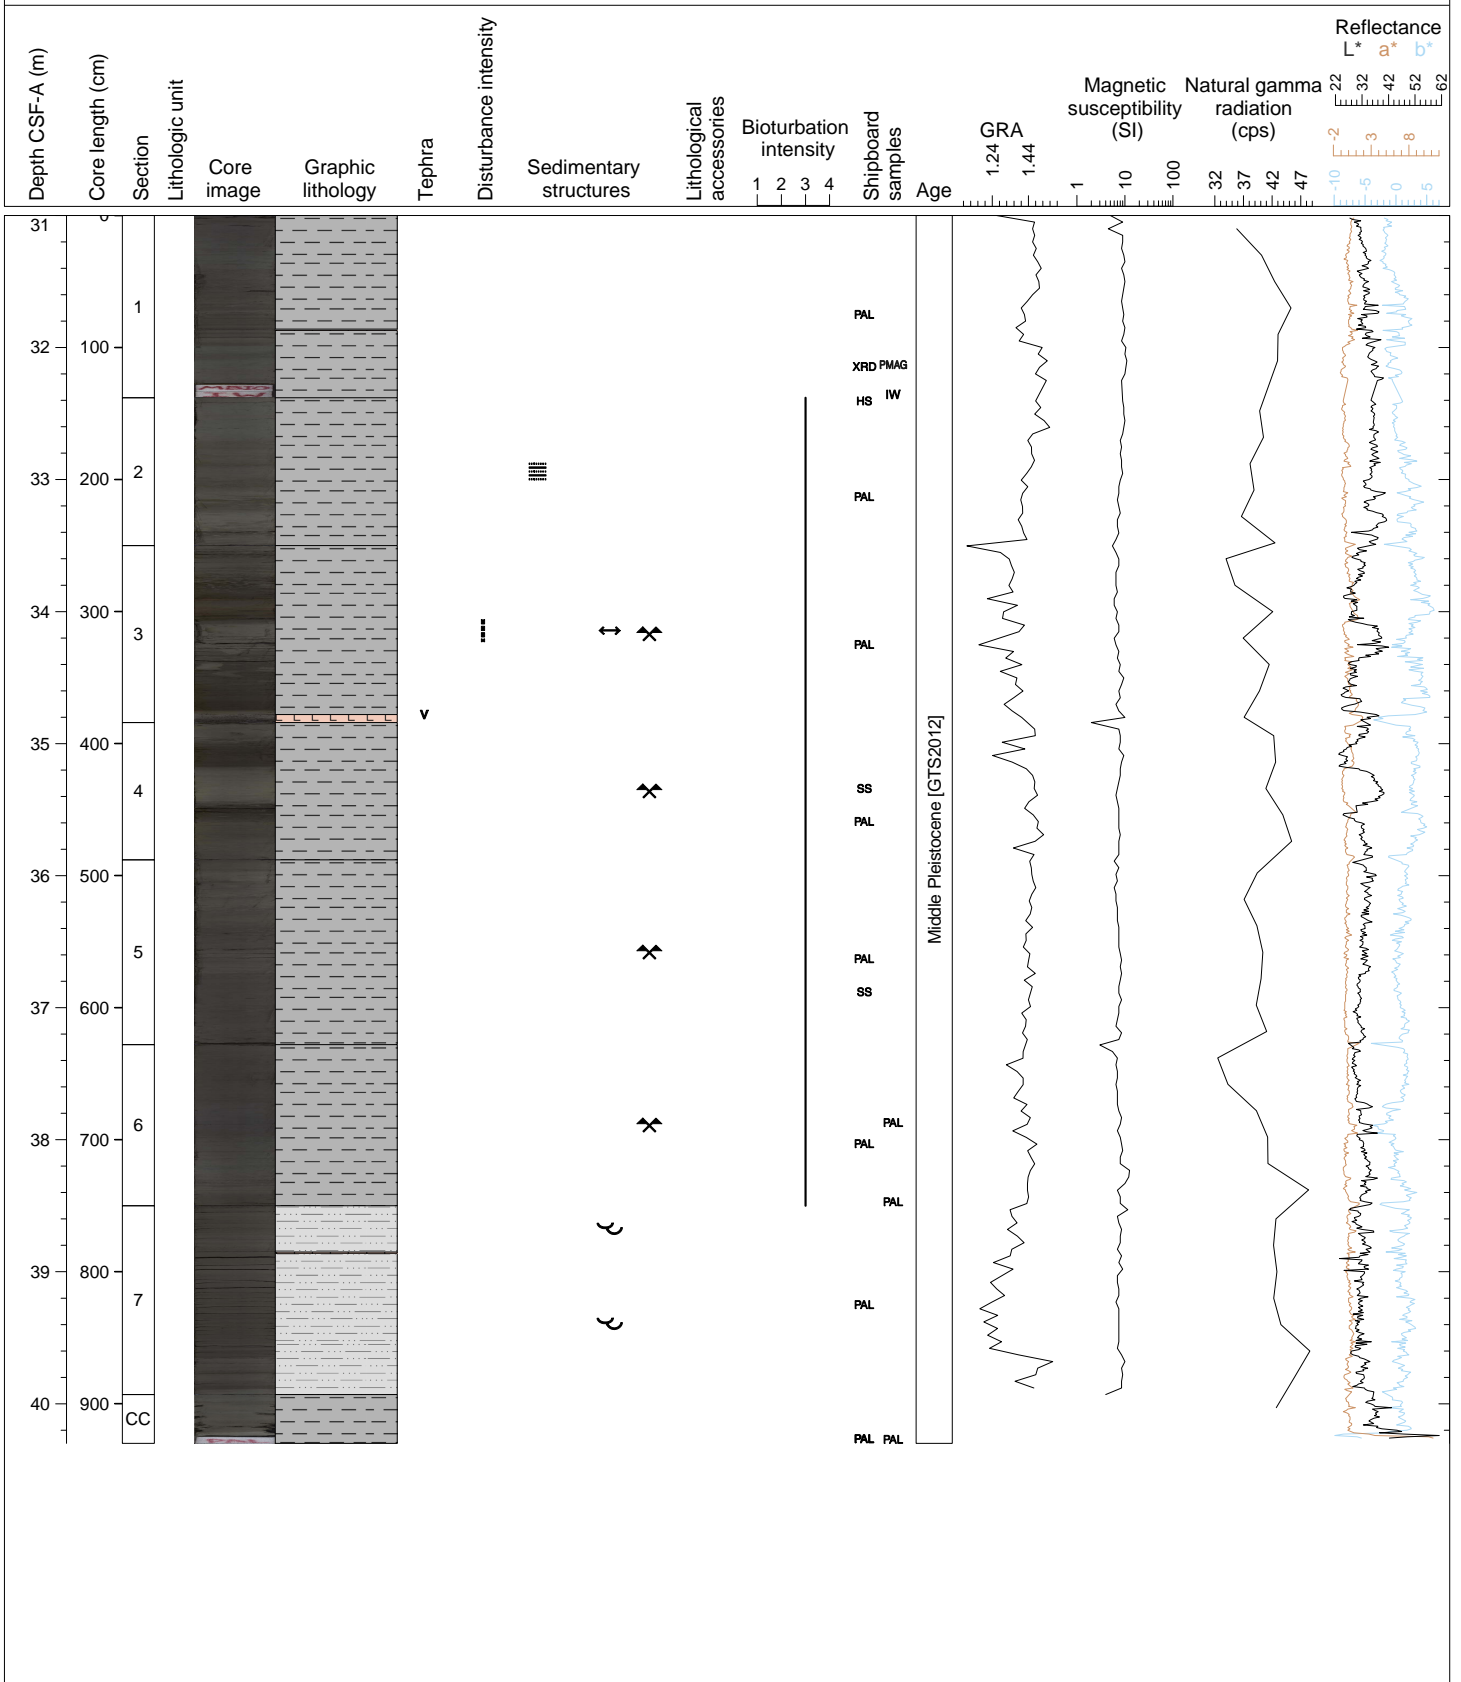 Depth CSF-A (m)
Core length (cm)
Section
Lithologic unit
Core image
Graphic lithology
Tephra
Disturbance intensity
Sedimentary structures
Lithological accessories
Bioturbation intensity
1 2 3 4
Shipboard samples
Age
GRA
1.24 1.44
Magnetic susceptibility (SI)
1 10 100
Natural gamma radiation (cps)
32 37 42 47
Reflectance
L* a* b*
22 32 42 52 62
-2 3 8
-10 -5 0 5
31 0
1
PAL
32 100
XRD PMAG
IW
HS
2
33 200
PAL
34 300
3
PAL
V
35 400
4
SS
PAL
36 500
5
PAL
37 600
SS
6
PAL
38 700
PAL
PAL
39 800
7
PAL
40 900
CC
PAL PAL
Middle Pleistocene [GTS2012]